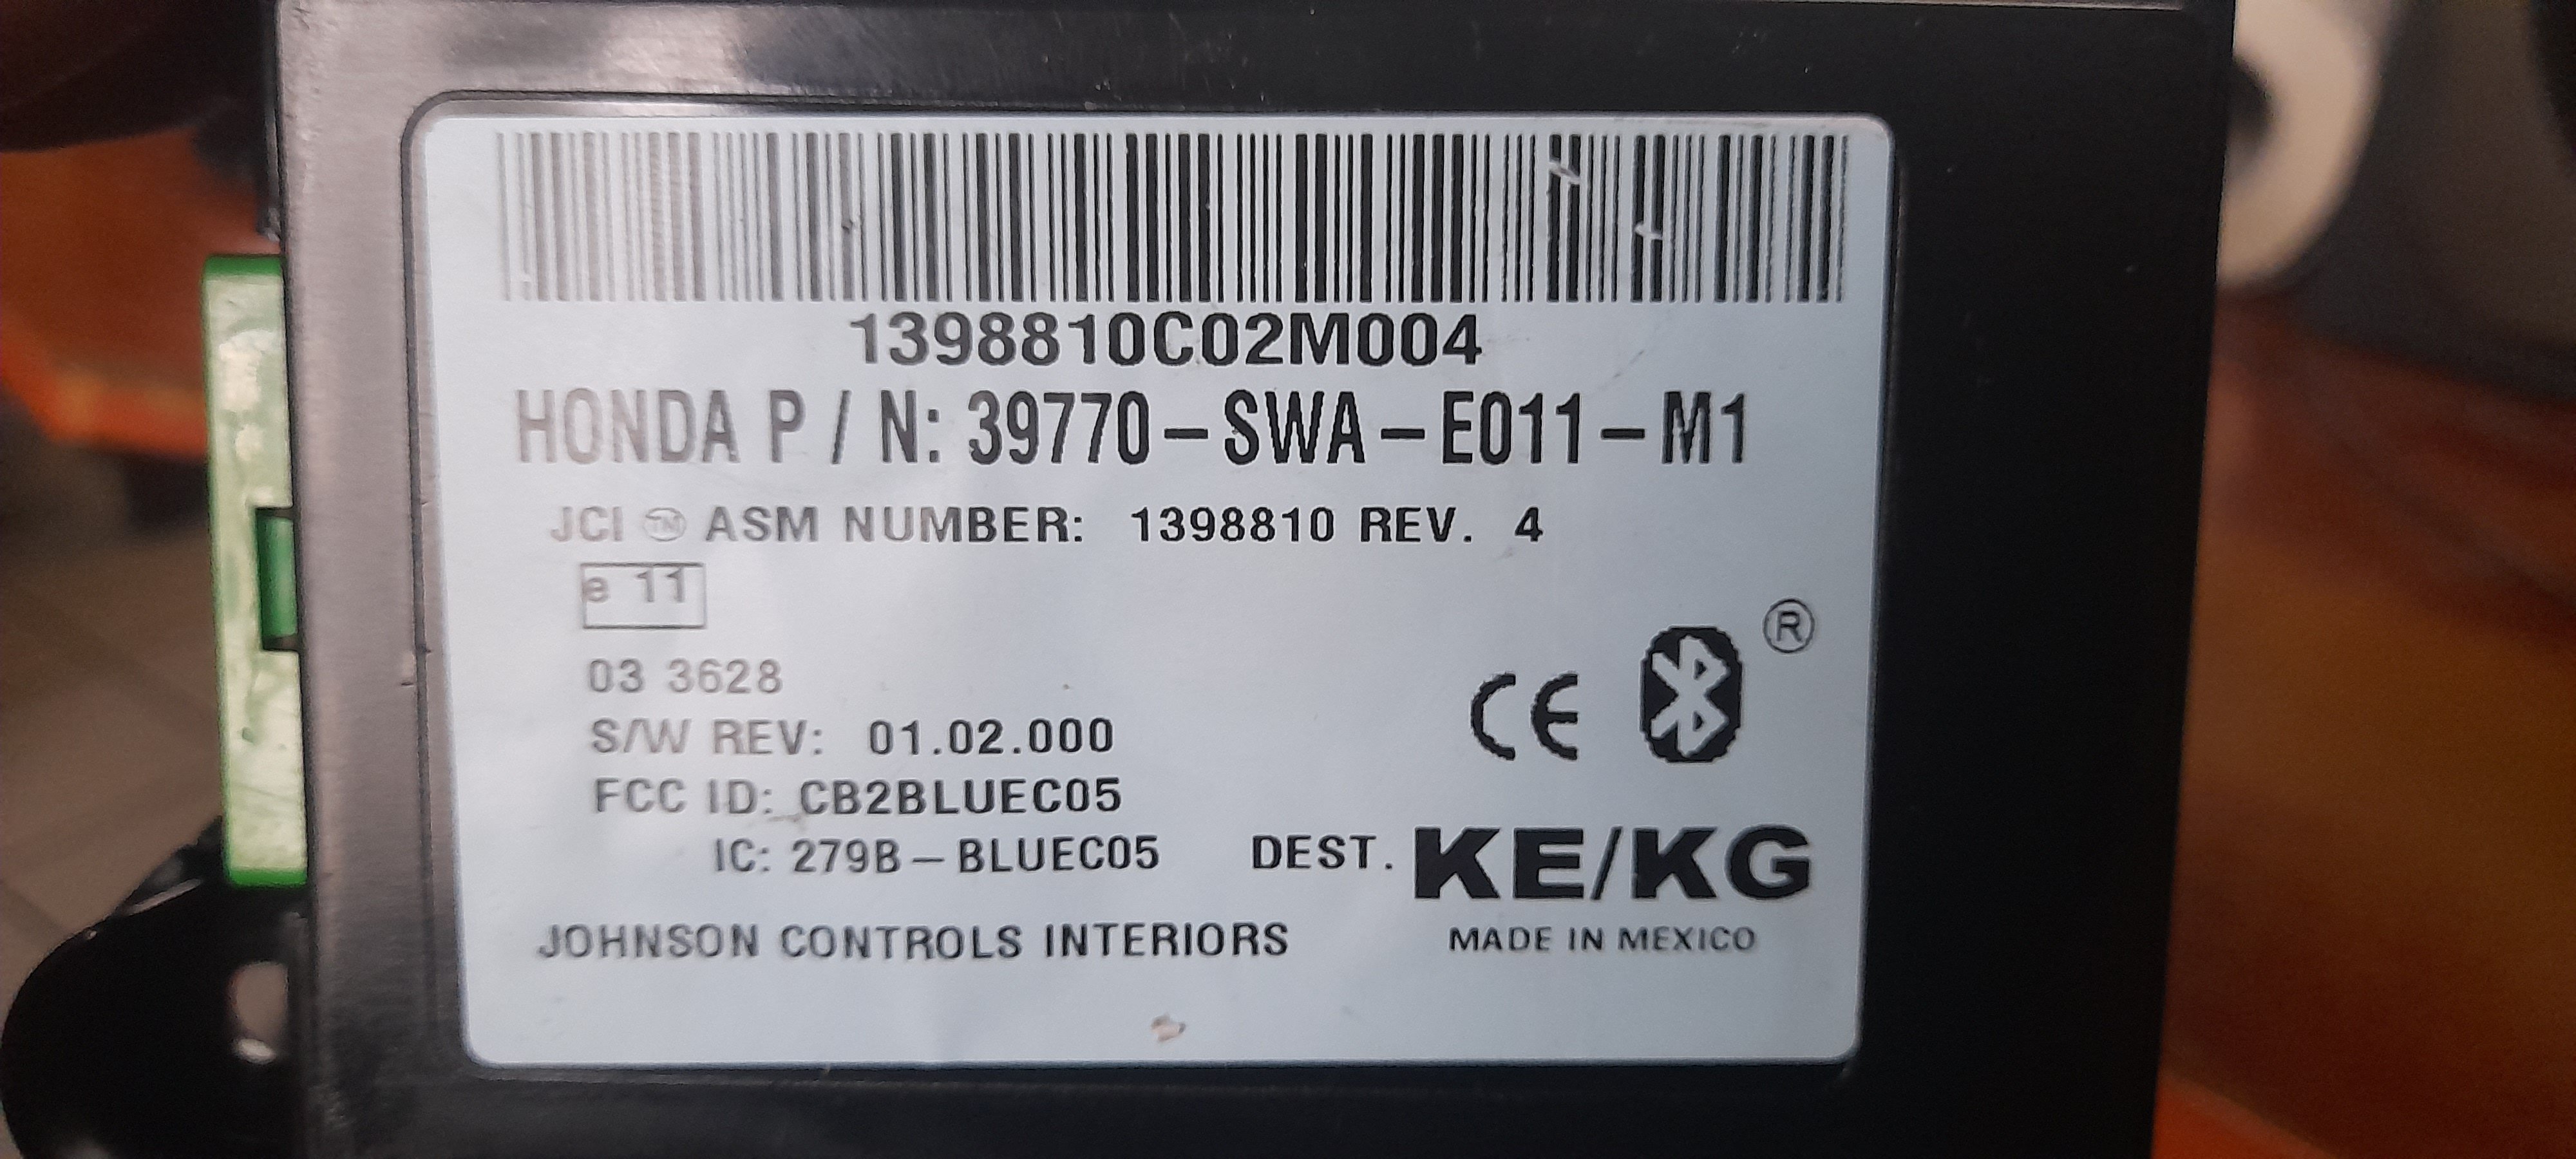 1398810C02M004
HONDA P / N: 39770-SWA-E011-M1
JCI ™ ASM NUMBER: 1398810 REV. 4
e 11
03 3628
S/W REV: 01.02.000
FCC ID: CB2BLUEC05
IC: 279B-BLUEC05
CE
®
DEST. KE/KG
JOHNSON CONTROLS INTERIORS
MADE IN MEXICO